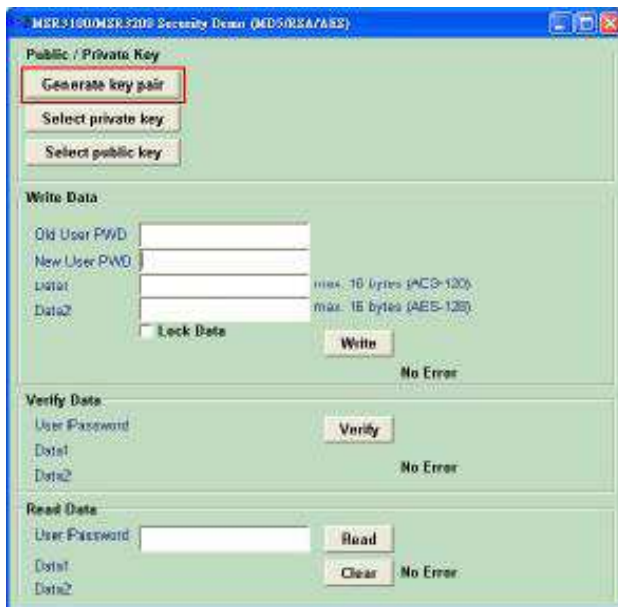 MSR3100/MSR3200 Security Demo (MD5/RSA/AES)
Public / Private Key
Generate key pair
Select private key
Select public key
Write Data
Old User PWD
New User PWD
Data1 max. 16 bytes (AES-128)
Data2 max. 16 bytes (AES-128)
Lock Data
Write
No Error
Verify Data
User Password
Verify
Data1
Data2
No Error
Read Data
User Password
Read
Data1
Clear No Error
Data2